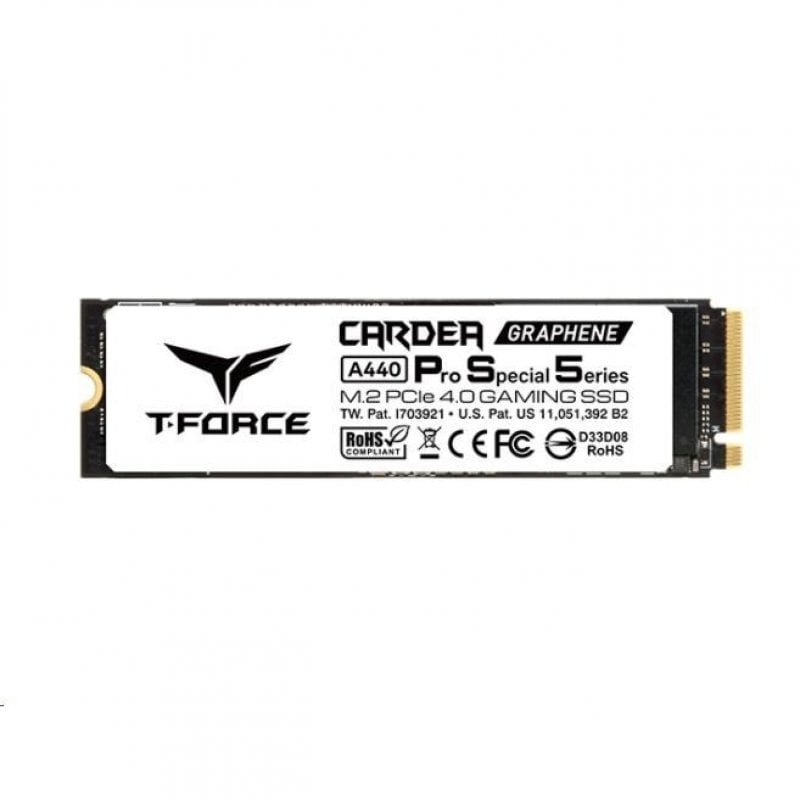 T-FORCE
CARDEA GRAPHENE
A440 Pro Special 5eries
M.2 PCIe 4.0 GAMING SSD
TW. Pat. I703921 • U.S. Pat. US 11,051,392 B2
RoHS
COMPLIANT
CE FC D33D08
RoHS
M